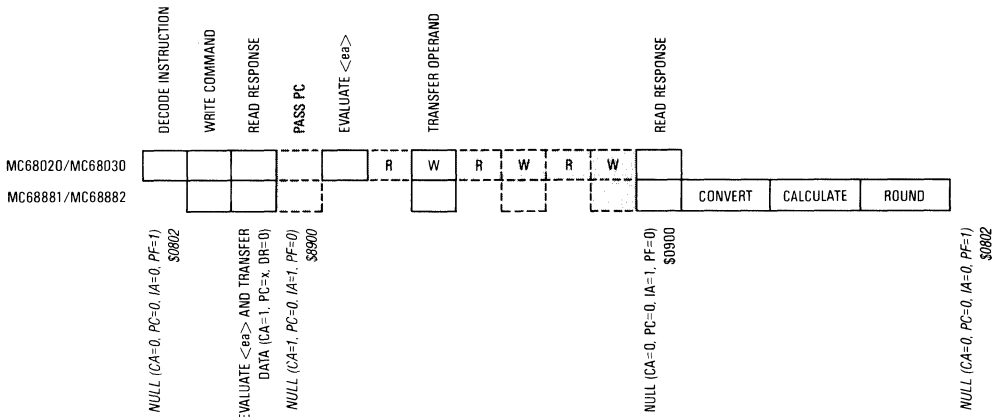 DECODE INSTRUCTION
WRITE COMMAND
READ RESPONSE
PASS PC
EVALUATE <ea>
TRANSFER OPERAND
READ RESPONSE
MC68020/MC68030
R W R W R W
MC68881/MC68882
CONVERT CALCULATE ROUND
NULL (CA=0, PC=0, IA=0, PF=1)
$0802
EVALUATE <ea> AND TRANSFER
DATA (CA=1, PC=x, DR=0)
NULL (CA=1, PC=0, IA=1, PF=0)
$8900
NULL (CA=0, PC=0, IA=1, PF=0)
$0900
NULL (CA=0, PC=0, IA=0, PF=1)
$0802